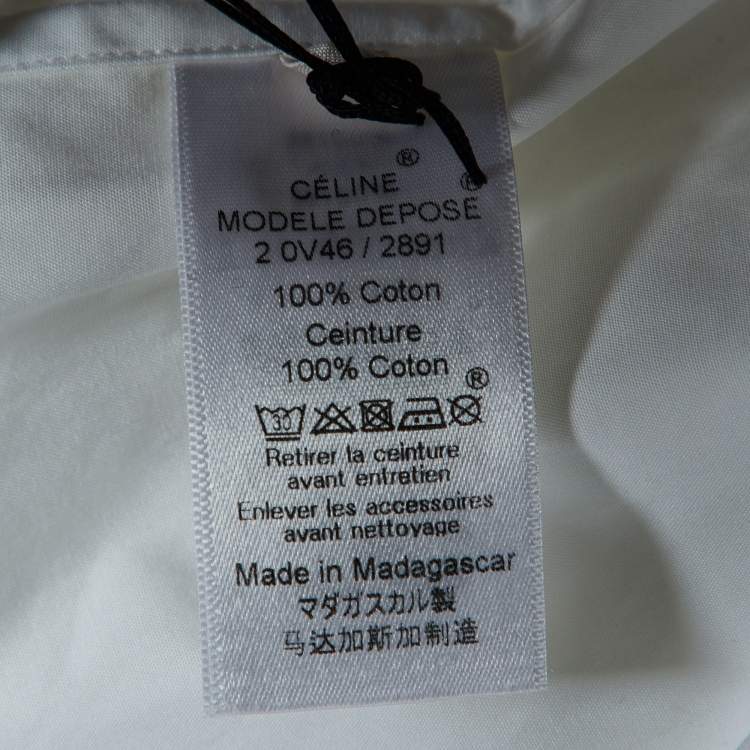 CÉLINE®
MODELE DEPOSE®
2 0V46 / 2891
100% Coton
Ceinture
100% Coton
®
30
Retirer la ceinture
avant entretien
Enlever les accessoires
avant nettoyage
Made in Madagascar
マダガスカル製
马达加斯加制造